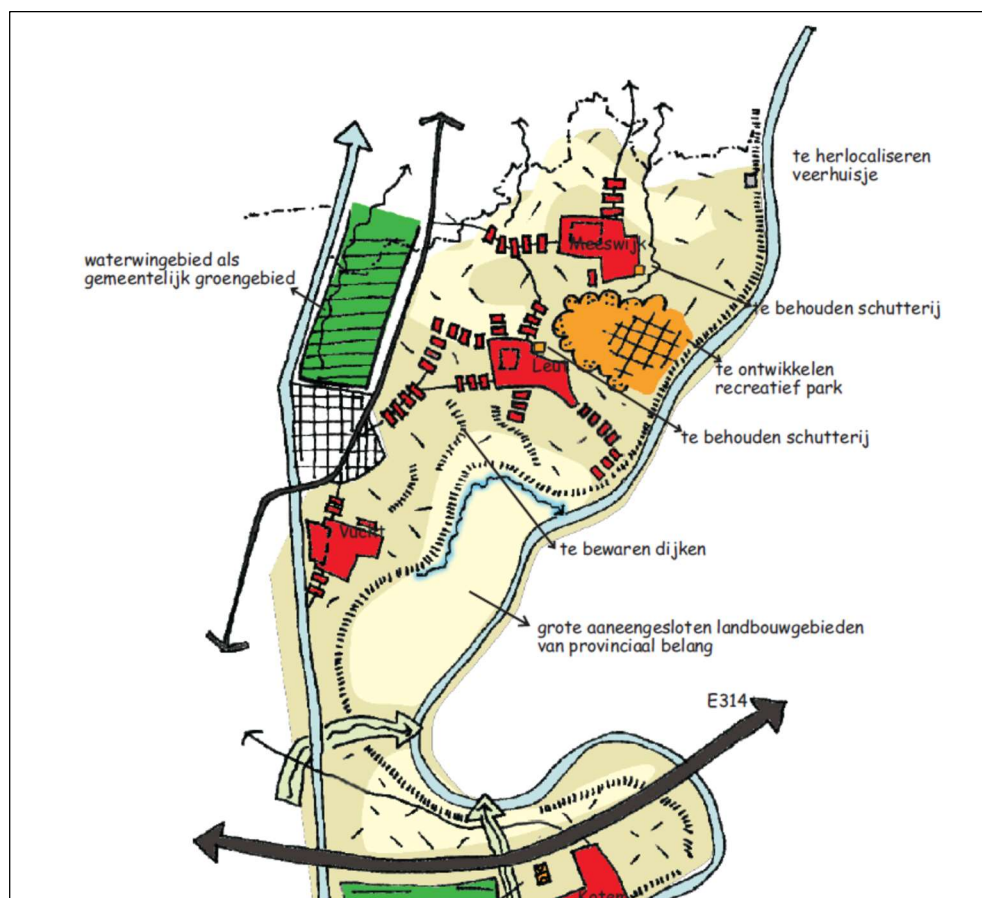 te herlocaliseren
veerhuisje
Meeswijk
waterwingebied als
gemeentelijk groengebied
te behouden schutterij
Leut
te ontwikkelen
recreatief park
te behouden schutterij
Vucht
te bewaren dijken
grote aaneengesloten landbouwgebieden
van provinciaal belang
E314
Kotem